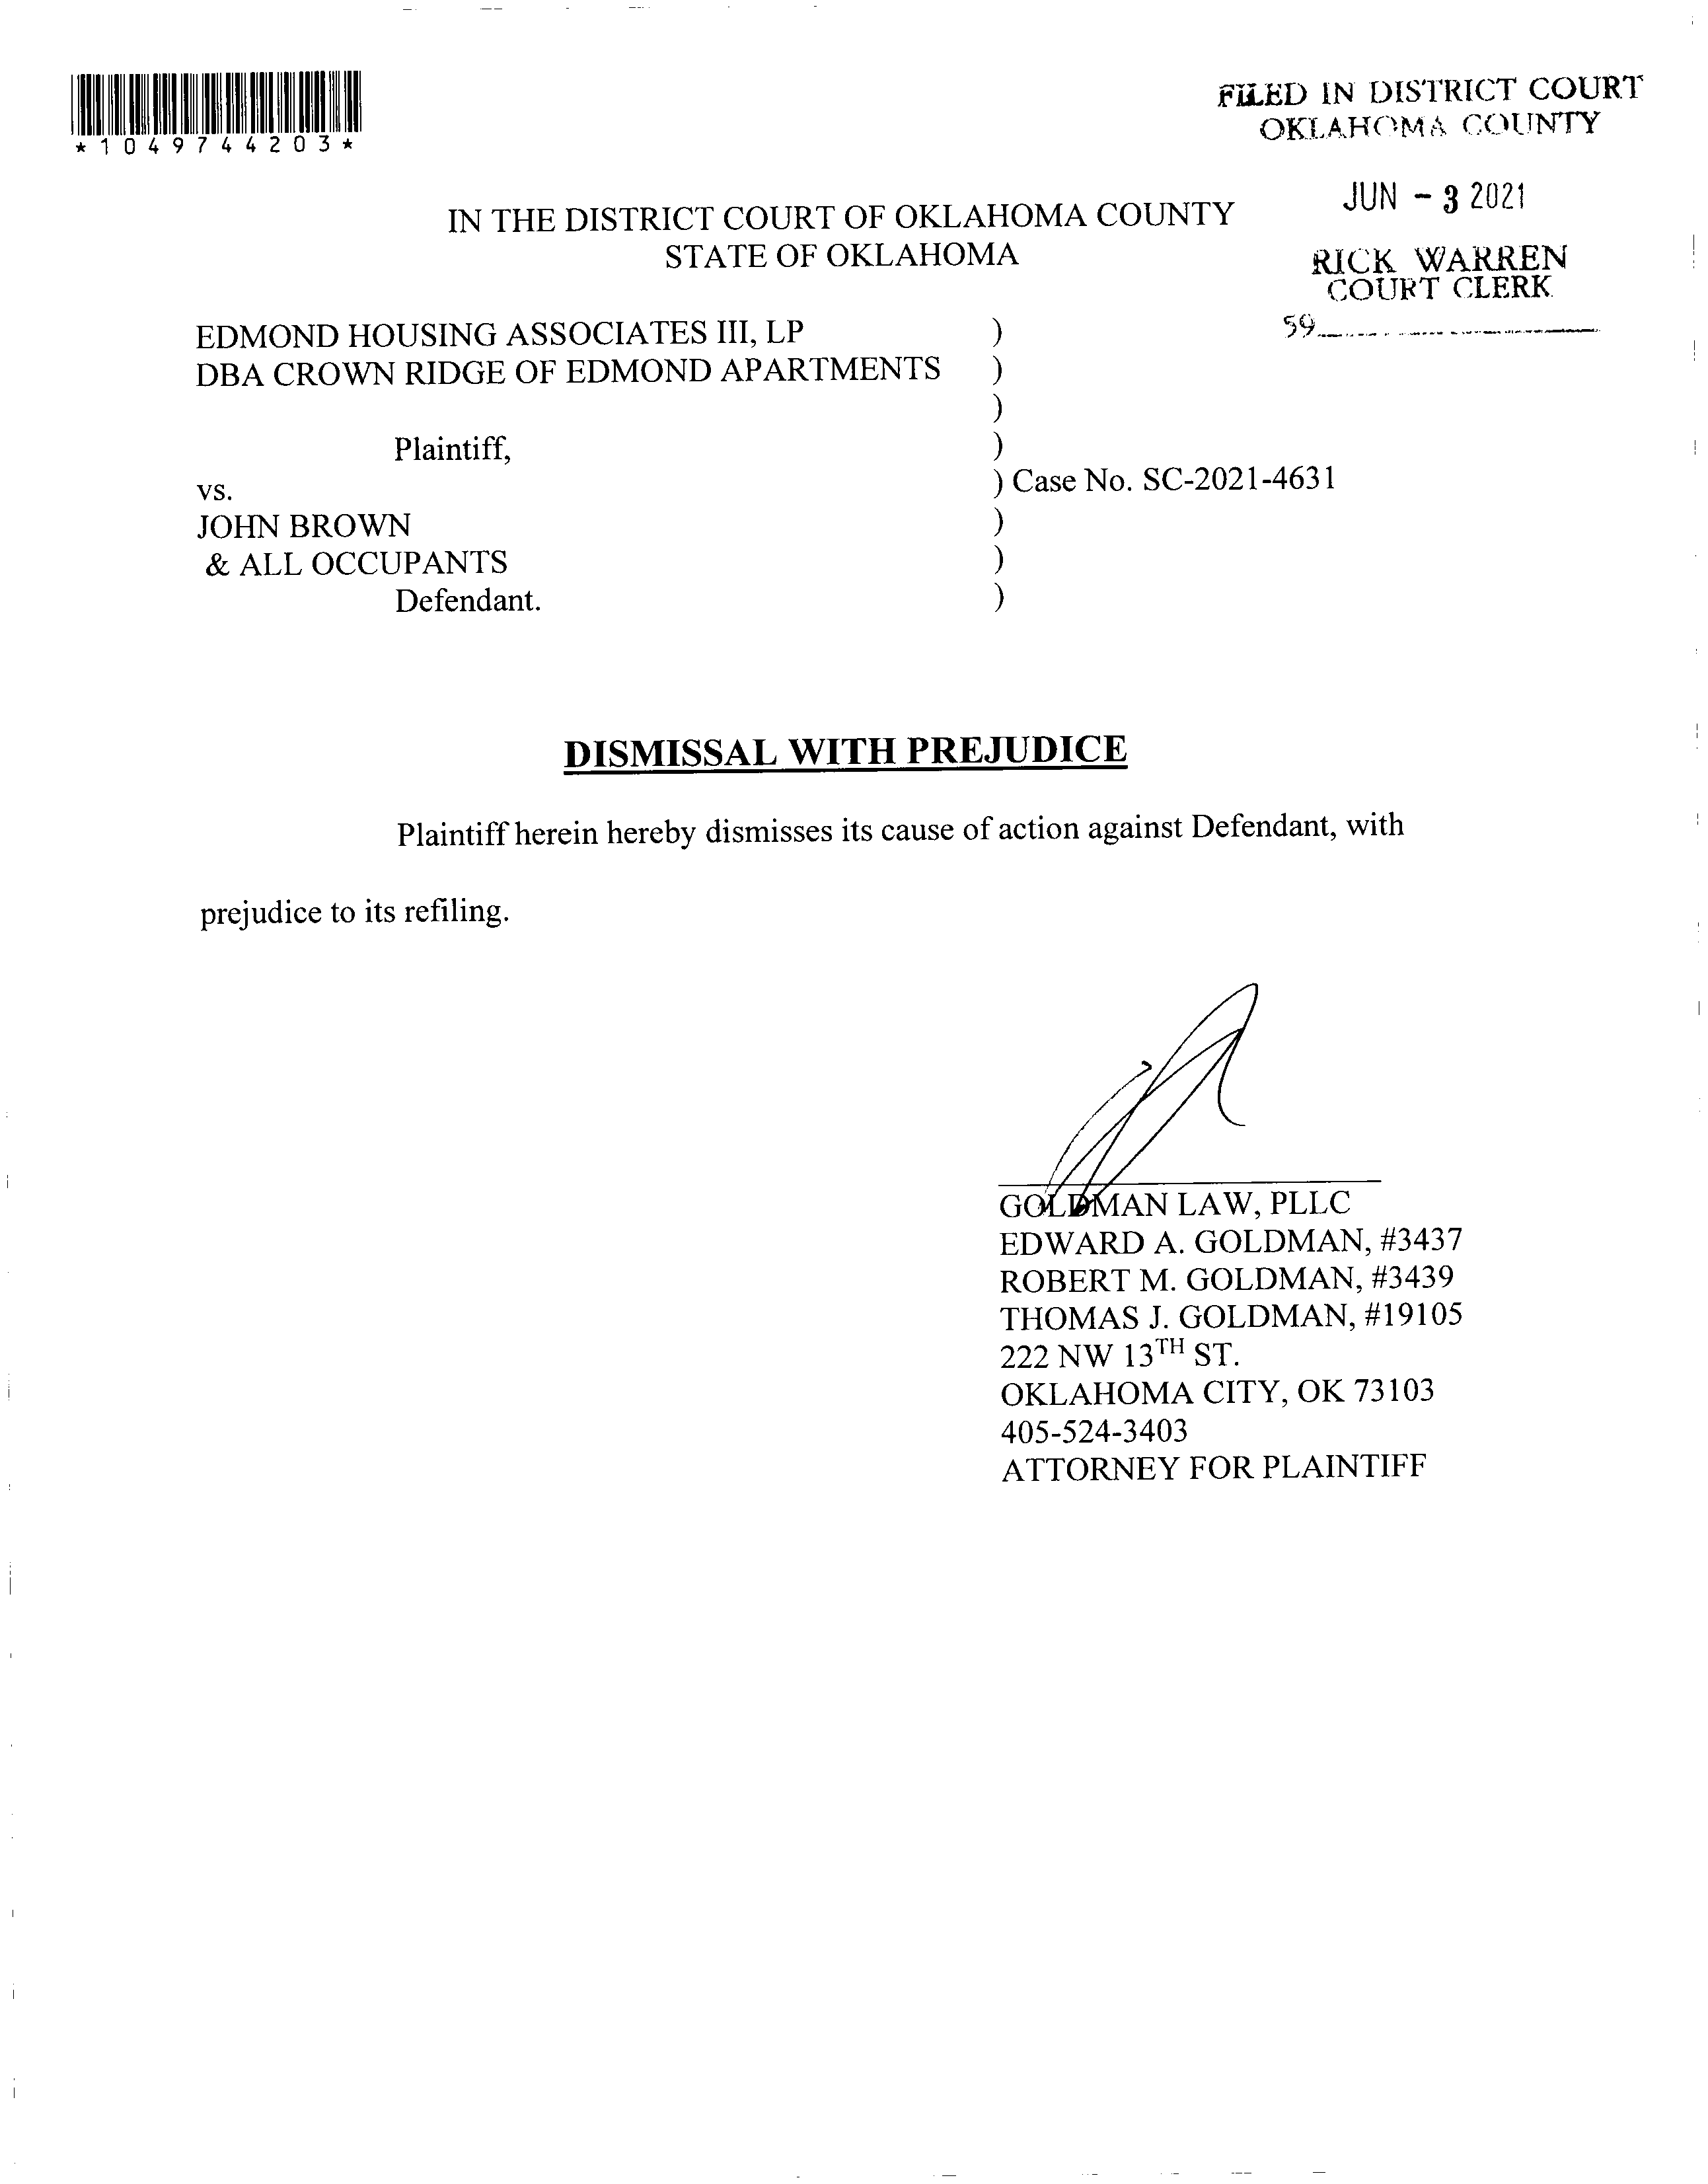 *1049744203*
FILED IN DISTRICT COURT
OKLAHOMA COUNTY
JUN - 3 2021
RICK WARREN
COURT CLERK
59
IN THE DISTRICT COURT OF OKLAHOMA COUNTY
STATE OF OKLAHOMA
EDMOND HOUSING ASSOCIATES III, LP )
DBA CROWN RIDGE OF EDMOND APARTMENTS )
)
Plaintiff, )
vs. ) Case No. SC-2021-4631
JOHN BROWN )
& ALL OCCUPANTS )
Defendant. )
DISMISSAL WITH PREJUDICE
Plaintiff herein hereby dismisses its cause of action against Defendant, with
prejudice to its refiling.
GOLDMAN LAW, PLLC
EDWARD A. GOLDMAN, #3437
ROBERT M. GOLDMAN, #3439
THOMAS J. GOLDMAN, #19105
222 NW 13TH ST.
OKLAHOMA CITY, OK 73103
405-524-3403
ATTORNEY FOR PLAINTIFF